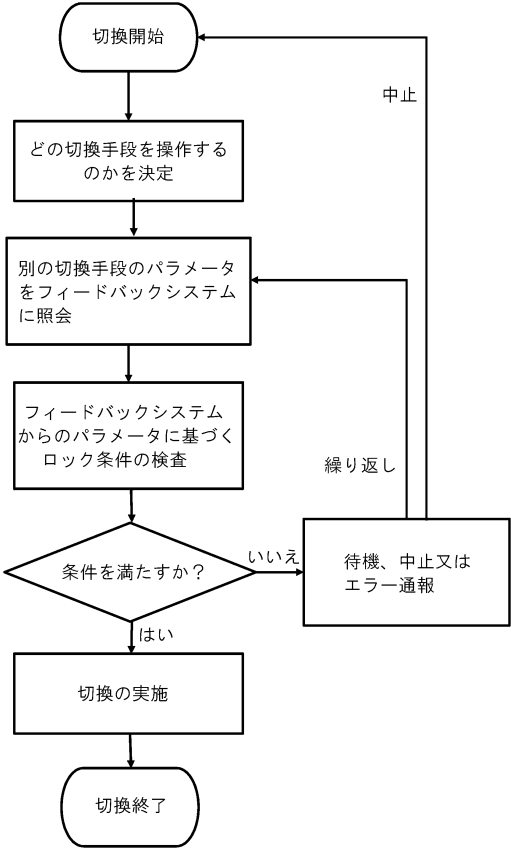 切換開始
中止
どの切換手段を操作する
のかを決定
別の切換手段のパラメータ
をフィードバックシステム
に照会
フィードバックシステム
からのパラメータに基づく
ロック条件の検査
繰り返し
条件を満たすか?
いいえ
待機、中止又は
エラー通報
はい
切換の実施
切換終了